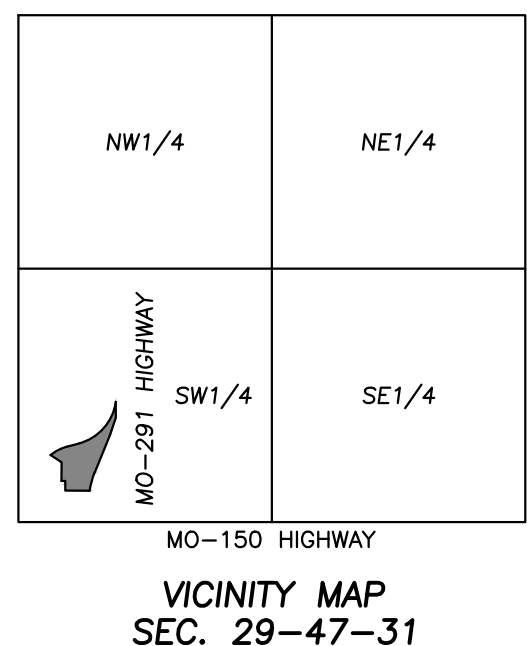 NW1/4
NE1/4
MO-291 HIGHWAY
SW1/4
SE1/4
MO-150 HIGHWAY
VICINITY MAP
SEC. 29-47-31